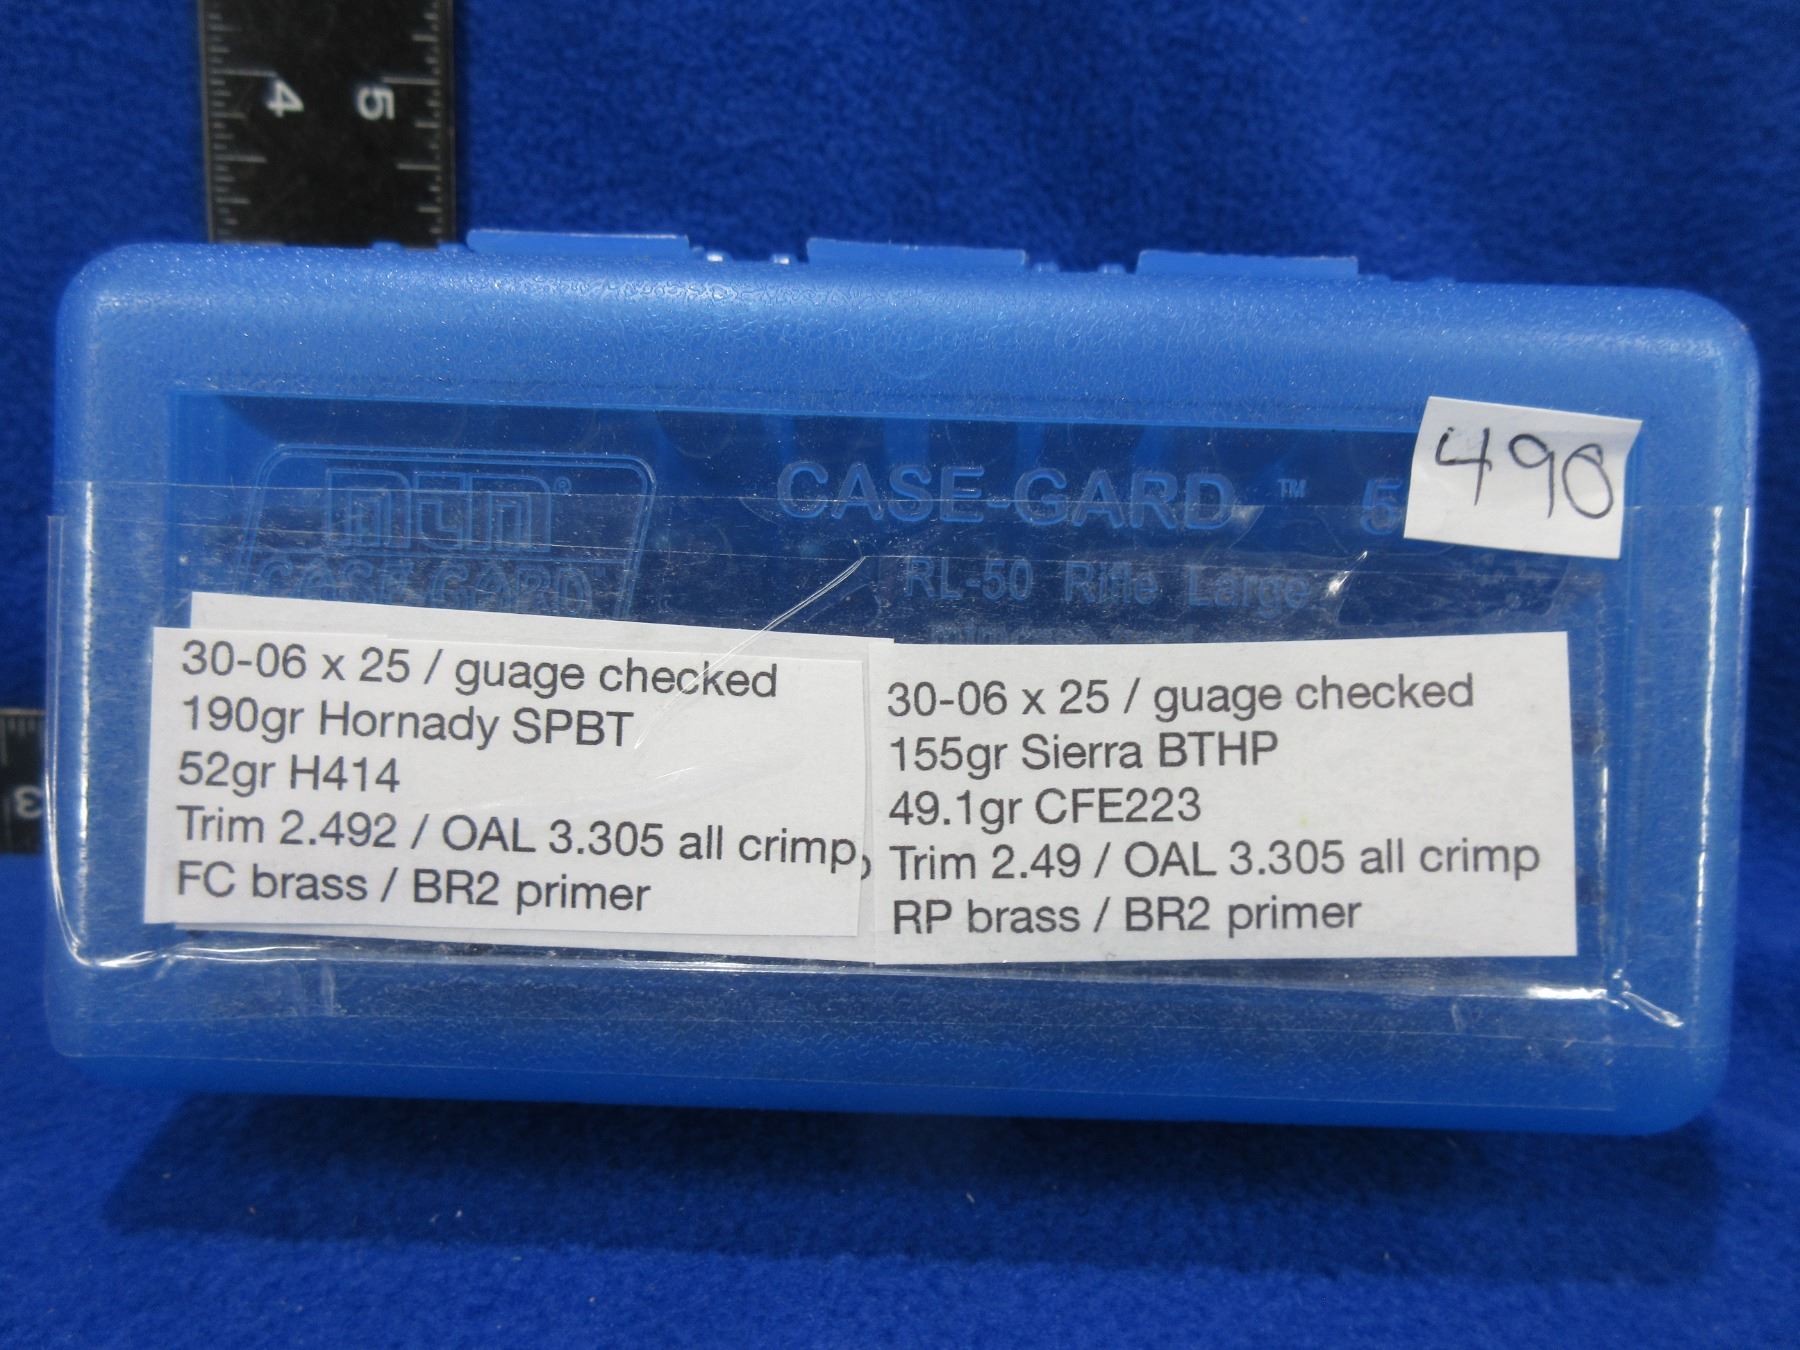 4
5
3
mtm®
CASE-GARD
CASE-GARD ™ 5
RL-50 Rifle Large
490
30-06 x 25 / guage checked
190gr Hornady SPBT
52gr H414
Trim 2.492 / OAL 3.305 all crimp
FC brass / BR2 primer
30-06 x 25 / guage checked
155gr Sierra BTHP
49.1gr CFE223
Trim 2.49 / OAL 3.305 all crimp
RP brass / BR2 primer